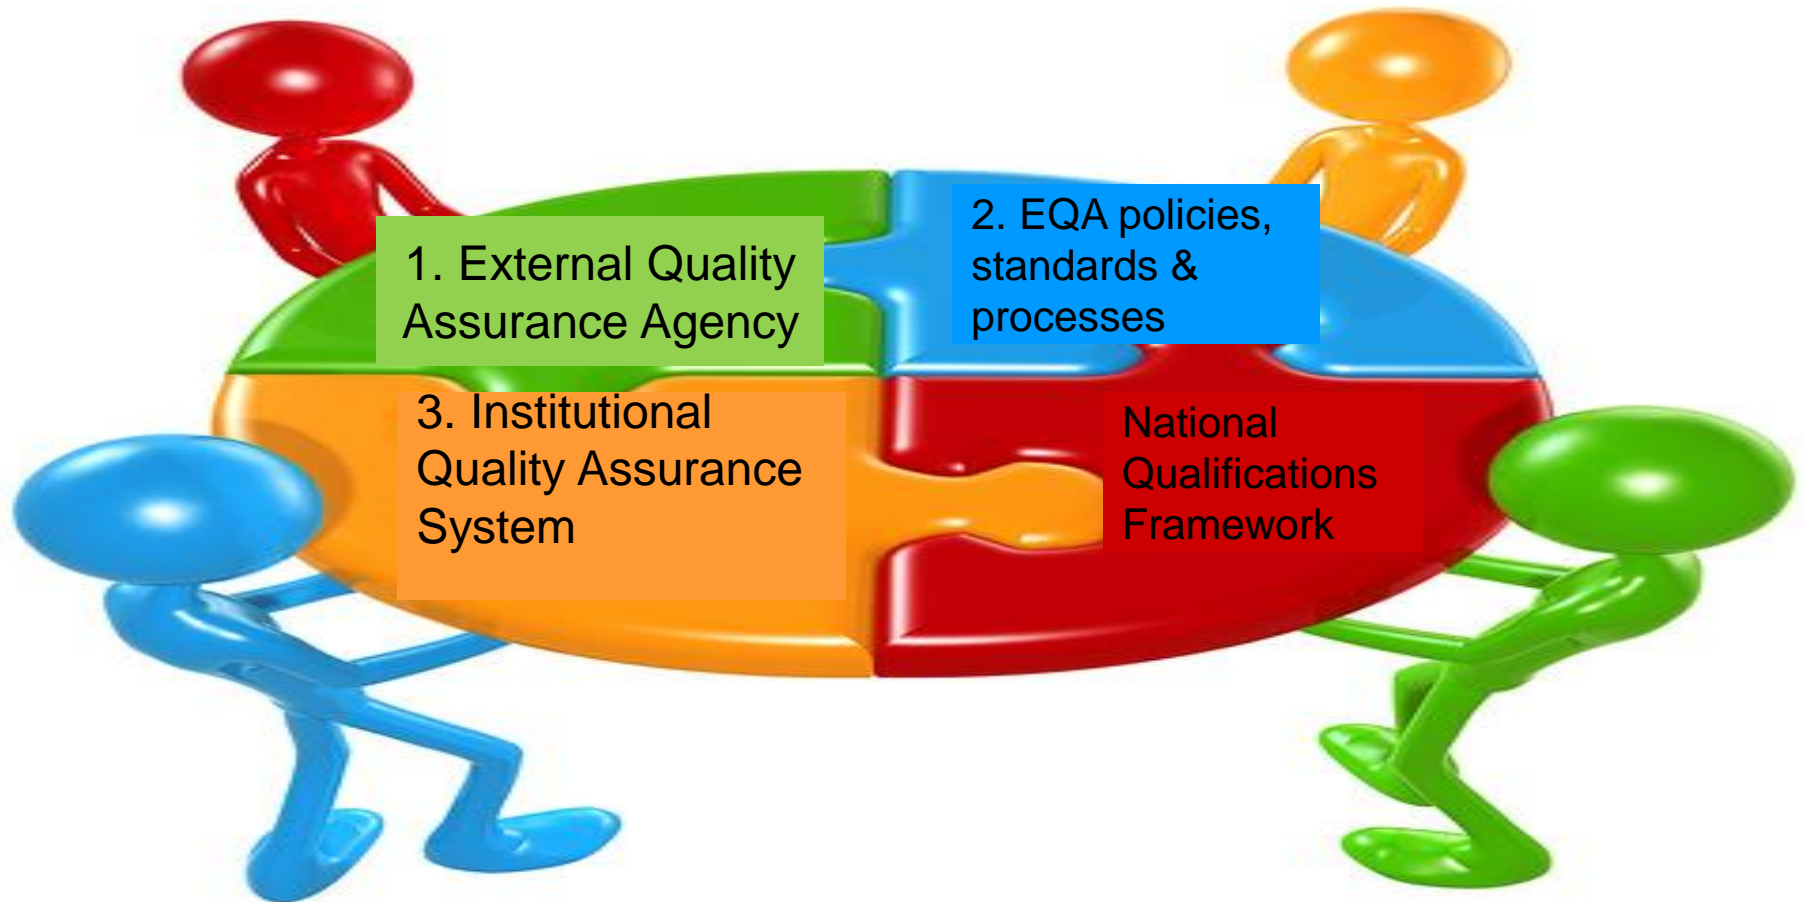 1. External Quality
Assurance Agency
2. EQA policies,
standards &
processes
3. Institutional
Quality Assurance
System
National
Qualifications
Framework